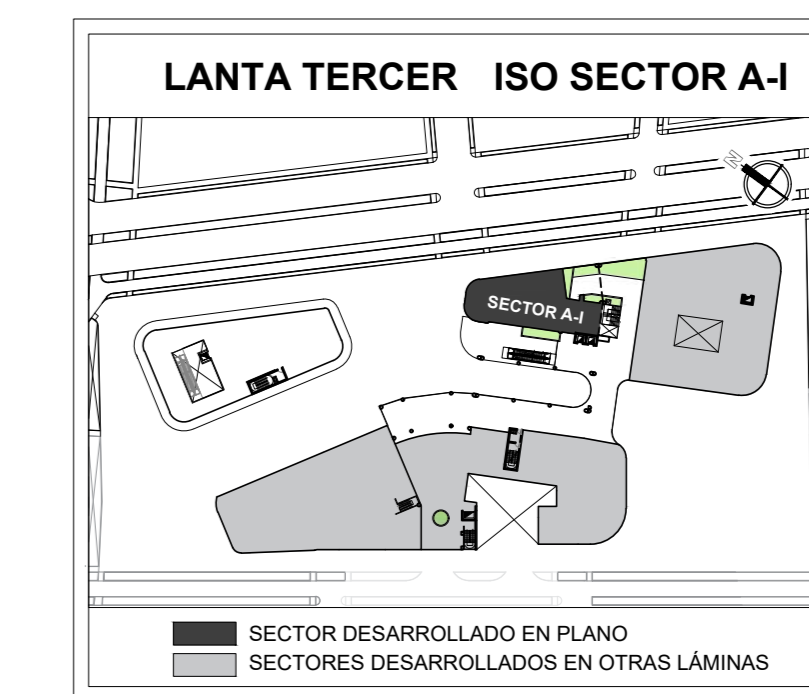 LANTA TERCER ISO SECTOR A-I
N
SECTOR A-I
SECTOR DESARROLLADO EN PLANO
SECTORES DESARROLLADOS EN OTRAS LÁMINAS